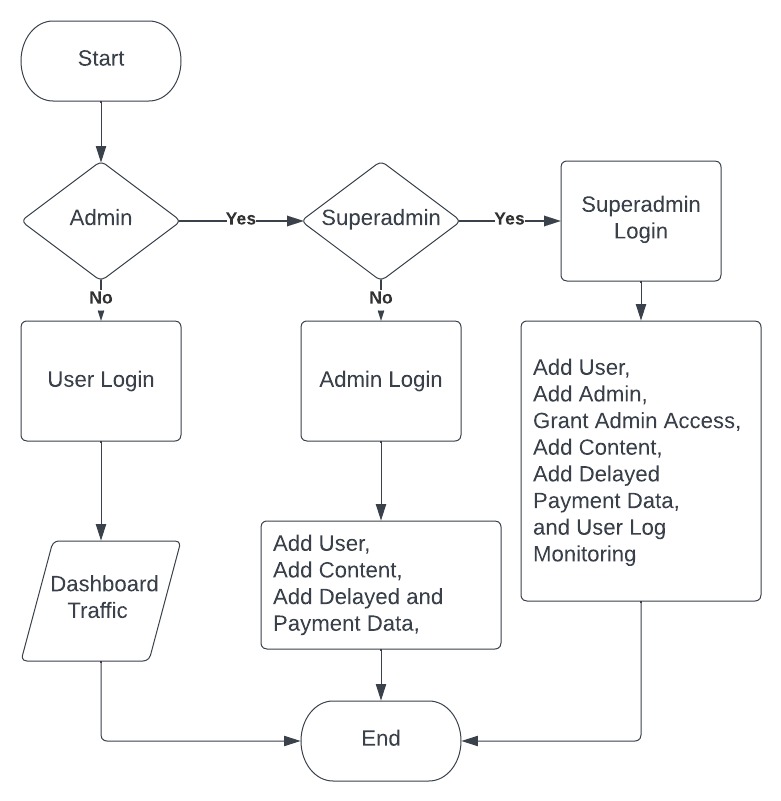 Start
Admin
Yes
Superadmin
Yes
Superadmin
Login
No
No
User Login
Admin Login
Add User,
Add Admin,
Grant Admin Access,
Add Content,
Add Delayed
Payment Data,
and User Log
Monitoring
Dashboard
Traffic
Add User,
Add Content,
Add Delayed and
Payment Data,
End